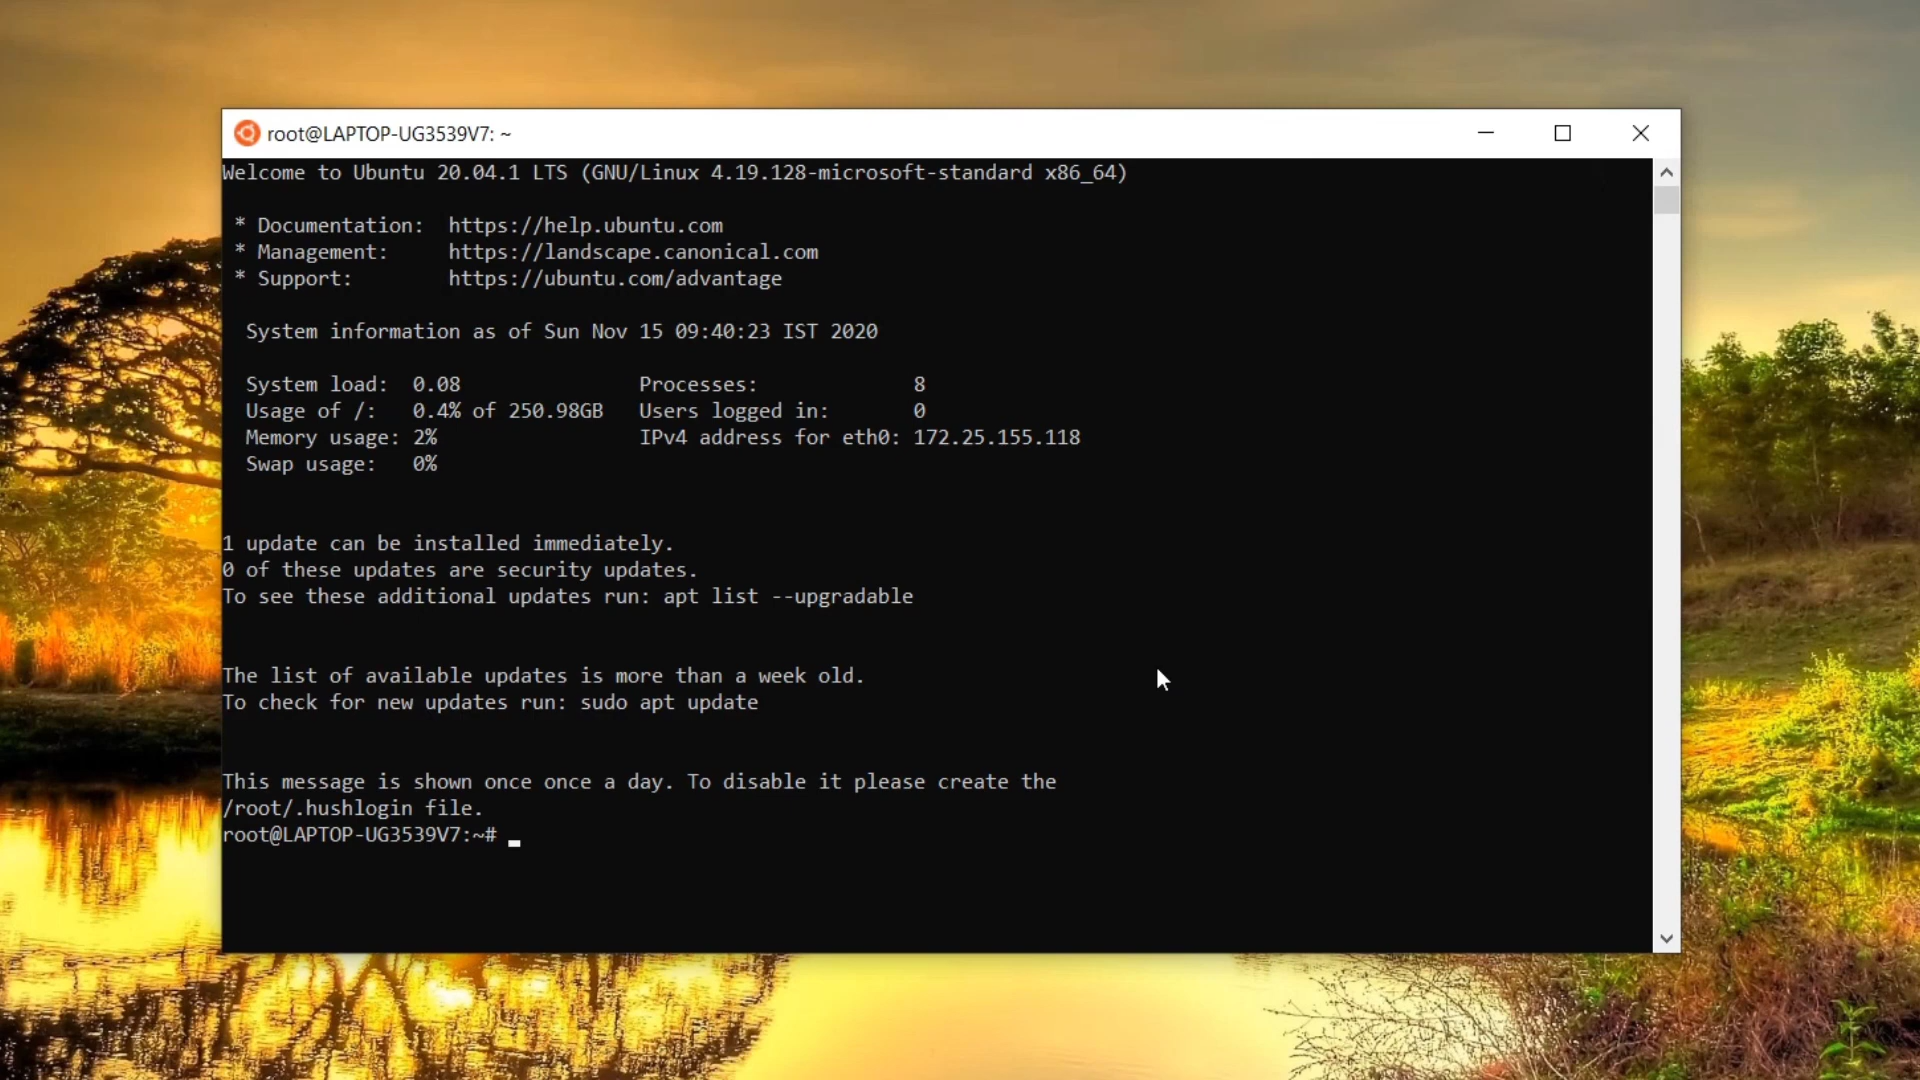 root@LAPTOP-UG3539V7: ~
Welcome to Ubuntu 20.04.1 LTS (GNU/Linux 4.19.128-microsoft-standard x86_64)
* Documentation:  https://help.ubuntu.com
* Management:     https://landscape.canonical.com
* Support:        https://ubuntu.com/advantage
System information as of Sun Nov 15 09:40:23 IST 2020
System load:  0.08               Processes:             8
Usage of /:   0.4% of 250.98GB   Users logged in:       0
Memory usage: 2%                 IPv4 address for eth0: 172.25.155.118
Swap usage:   0%
1 update can be installed immediately.
0 of these updates are security updates.
To see these additional updates run: apt list --upgradable
The list of available updates is more than a week old.
To check for new updates run: sudo apt update
This message is shown once once a day. To disable it please create the
/root/.hushlogin file.
root@LAPTOP-UG3539V7:~#